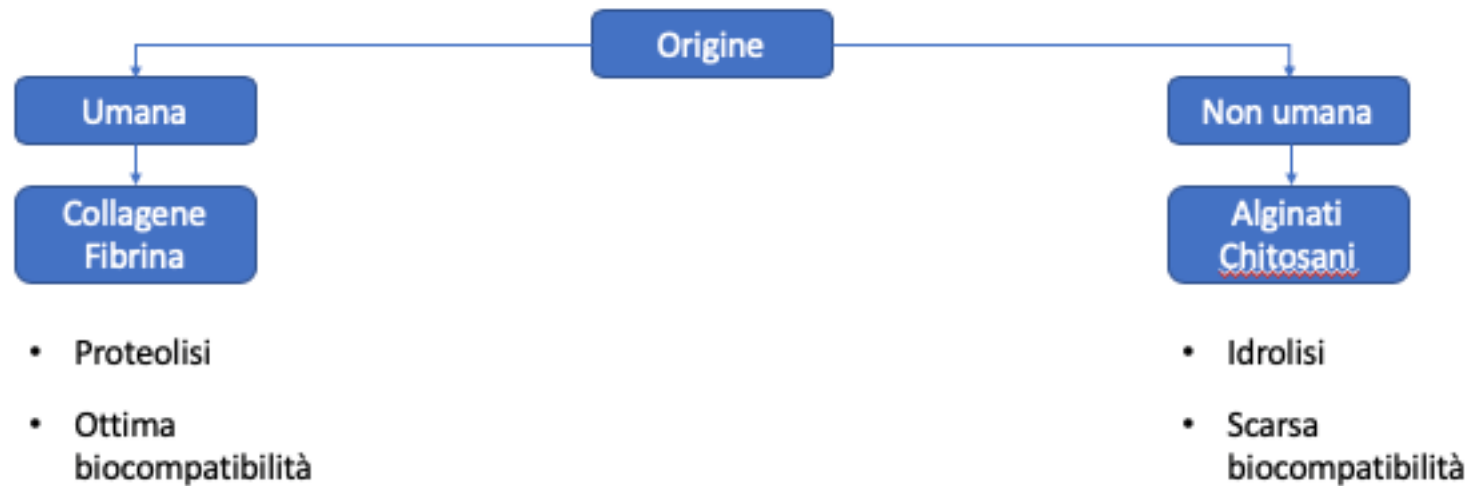 Origine
Umana
Non umana
Collagene
Fibrina
Alginati
Chitosani
• Proteolisi
• Ottima
biocompatibilità
• Idrolisi
• Scarsa
biocompatibilità